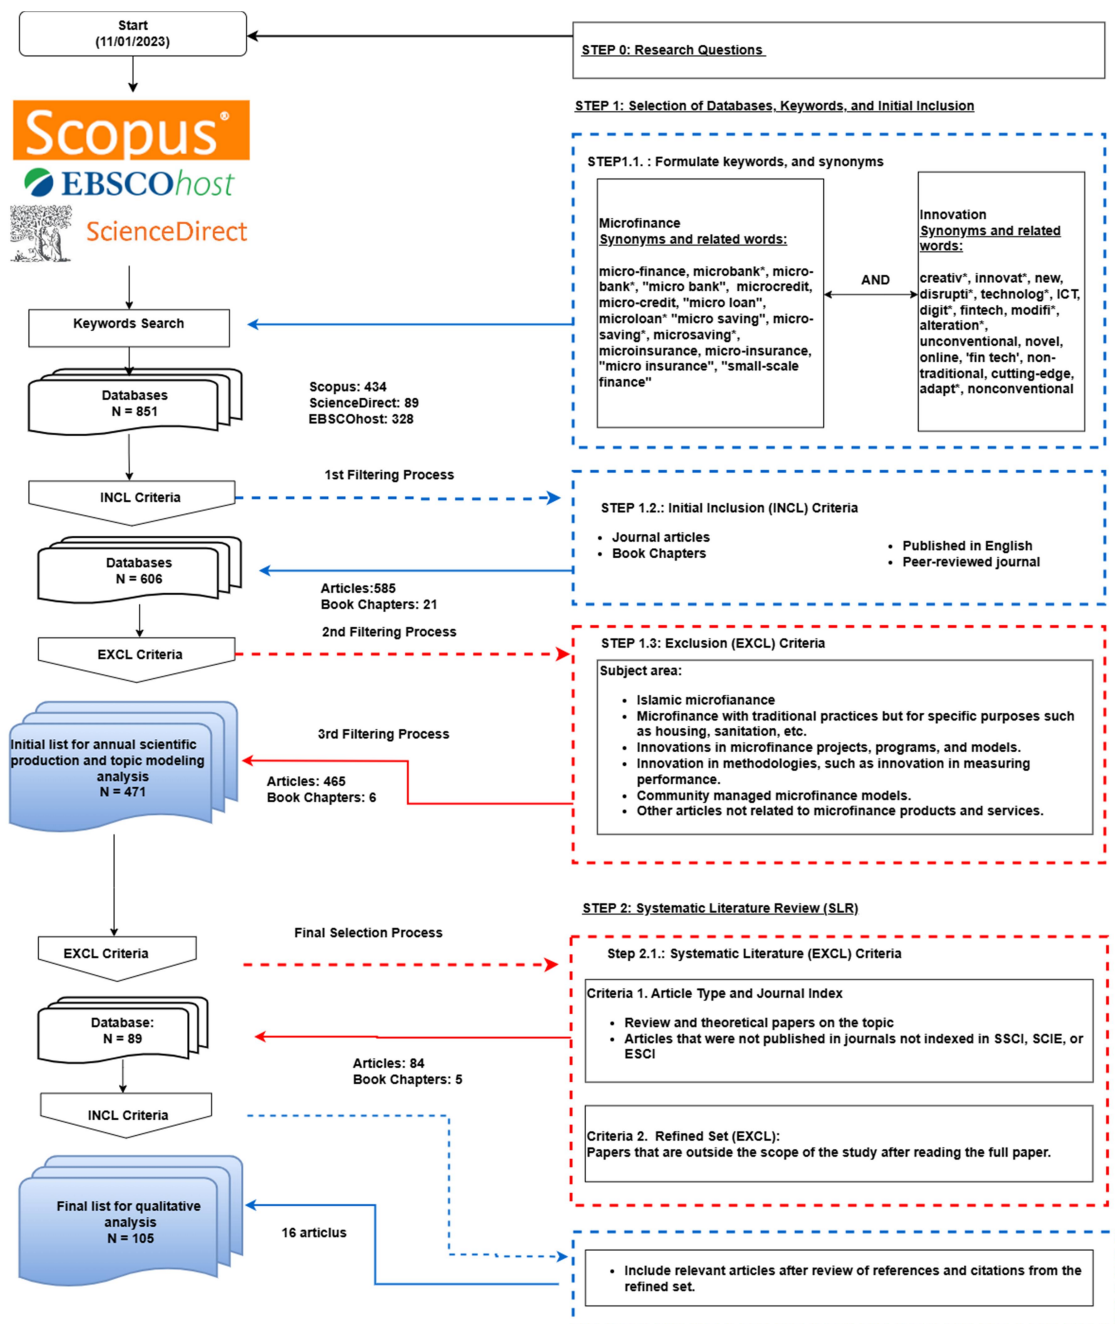 Start
(11/01/2023)
STEP 0: Research Questions
Scopus®
EBSCOhost
ScienceDirect
STEP 1: Selection of Databases, Keywords, and Initial Inclusion
STEP1.1. : Formulate keywords, and synonyms
Microfinance
Synonyms and related words:
micro-finance, microbank*, micro-
bank*, "micro bank", microcredit,
micro-credit, "micro loan",
microloan* "micro saving", micro-
saving*, microsaving*,
microinsurance, micro-insurance,
"micro insurance", "small-scale
finance"
AND
Innovation
Synonyms and related
words:
creativ*, innovat*, new,
disrupti*, technolog*, ICT,
digit*, fintech, modifi*,
alteration*,
unconventional, novel,
online, 'fin tech', non-
traditional, cutting-edge,
adapt*, nonconventional
Keywords Search
Databases
N = 851
Scopus: 434
ScienceDirect: 89
EBSCOhost: 328
INCL Criteria
1st Filtering Process
STEP 1.2.: Initial Inclusion (INCL) Criteria
• Journal articles
• Book Chapters
• Published in English
• Peer-reviewed journal
Databases
N = 606
Articles:585
Book Chapters: 21
EXCL Criteria
2nd Filtering Process
STEP 1.3: Exclusion (EXCL) Criteria
Subject area:
• Islamic microfianance
• Microfinance with traditional practices but for specific purposes such
as housing, sanitation, etc.
• Innovations in microfinance projects, programs, and models.
• Innovation in methodologies, such as innovation in measuring
performance.
• Community managed microfinance models.
• Other articles not related to microfinance products and services.
Initial list for annual scientific
production and topic modeling
analysis
N = 471
3rd Filtering Process
Articles: 465
Book Chapters: 6
STEP 2: Systematic Literature Review (SLR)
EXCL Criteria
Final Selection Process
Step 2.1.: Systematic Literature (EXCL) Criteria
Criteria 1. Article Type and Journal Index
• Review and theoretical papers on the topic
• Articles that were not published in journals not indexed in SSCI, SCIE, or
ESCI
Database:
N = 89
Articles: 84
Book Chapters: 5
INCL Criteria
Criteria 2. Refined Set (EXCL):
Papers that are outside the scope of the study after reading the full paper.
Final list for qualitative
analysis
N = 105
16 articlus
• Include relevant articles after review of references and citations from the
refined set.